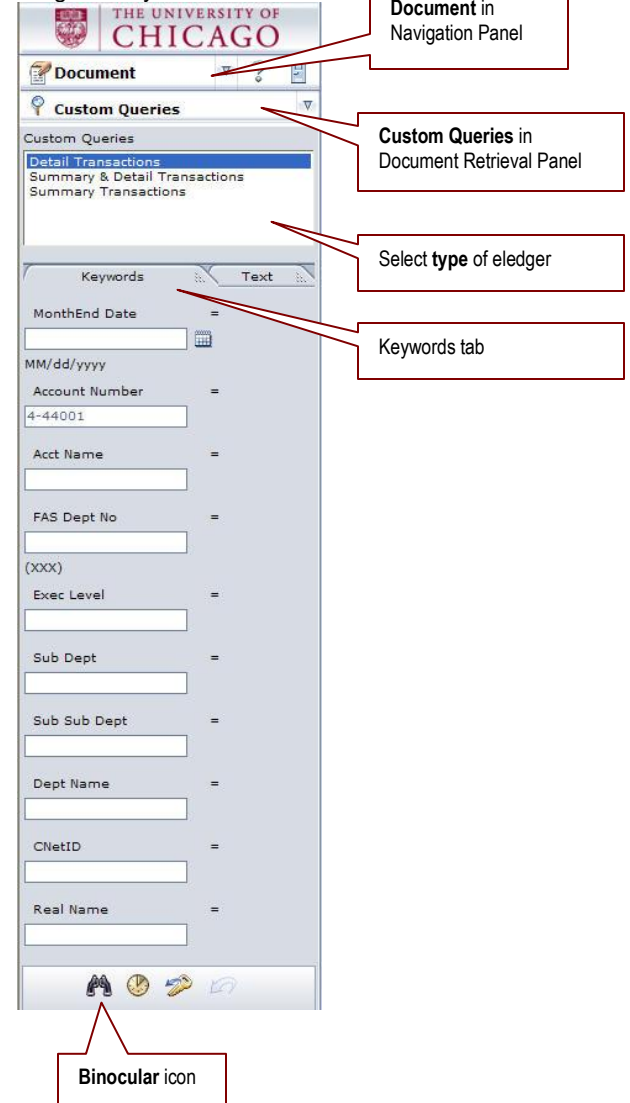 THE UNIVERSITY OF
CHICAGO
Document in
Navigation Panel
Document
Custom Queries
Custom Queries in
Document Retrieval Panel
Custom Queries
Detail Transactions
Summary & Detail Transactions
Summary Transactions
Select type of eledger
Keywords
Text
Keywords tab
MonthEnd Date =
MM/dd/yyyy
Account Number =
4-44001
Acct Name =
FAS Dept No =
(XXX)
Exec Level =
Sub Dept =
Sub Sub Dept =
Dept Name =
CNetID =
Real Name =
Binocular icon